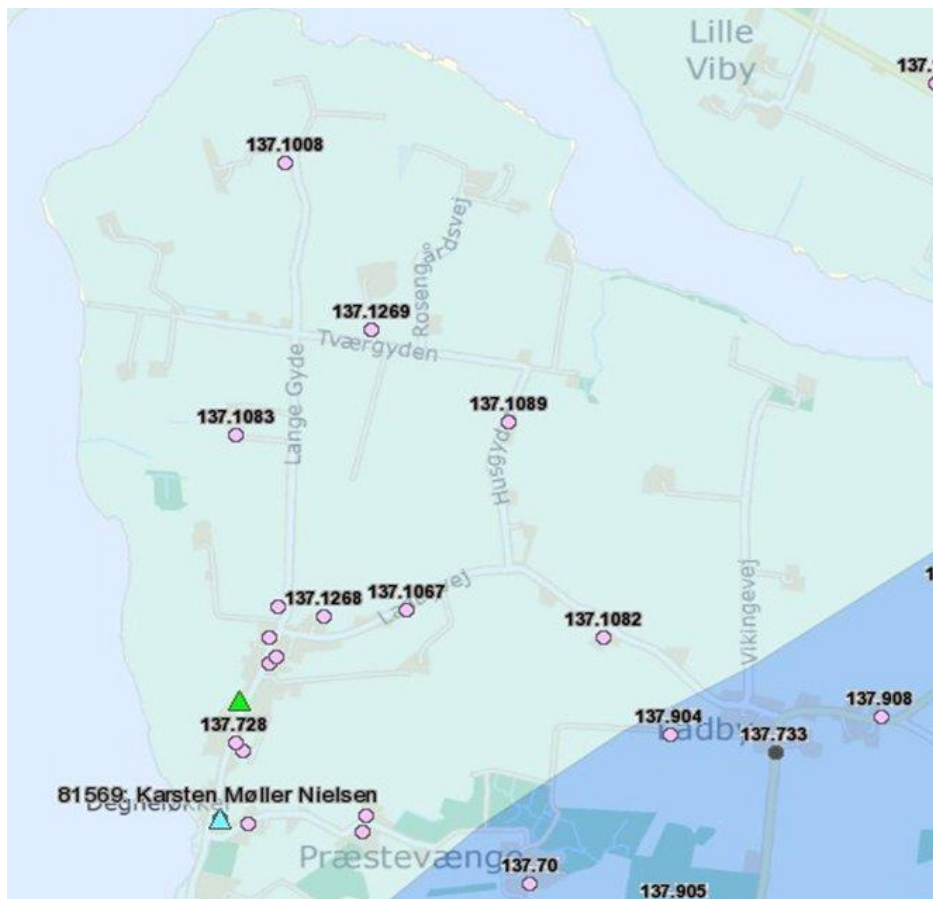 Lille
Viby
137.1008
Rosengårdsvej
137.1269
Tværgyden
Lange Gyde
137.1083
137.1089
137.1268
137.1067
Vikingevej
137.1082
137.904
137.908
Ladby
137.733
137.728
81569: Karsten Møller Nielsen
Præstevænge
137.70
137.905